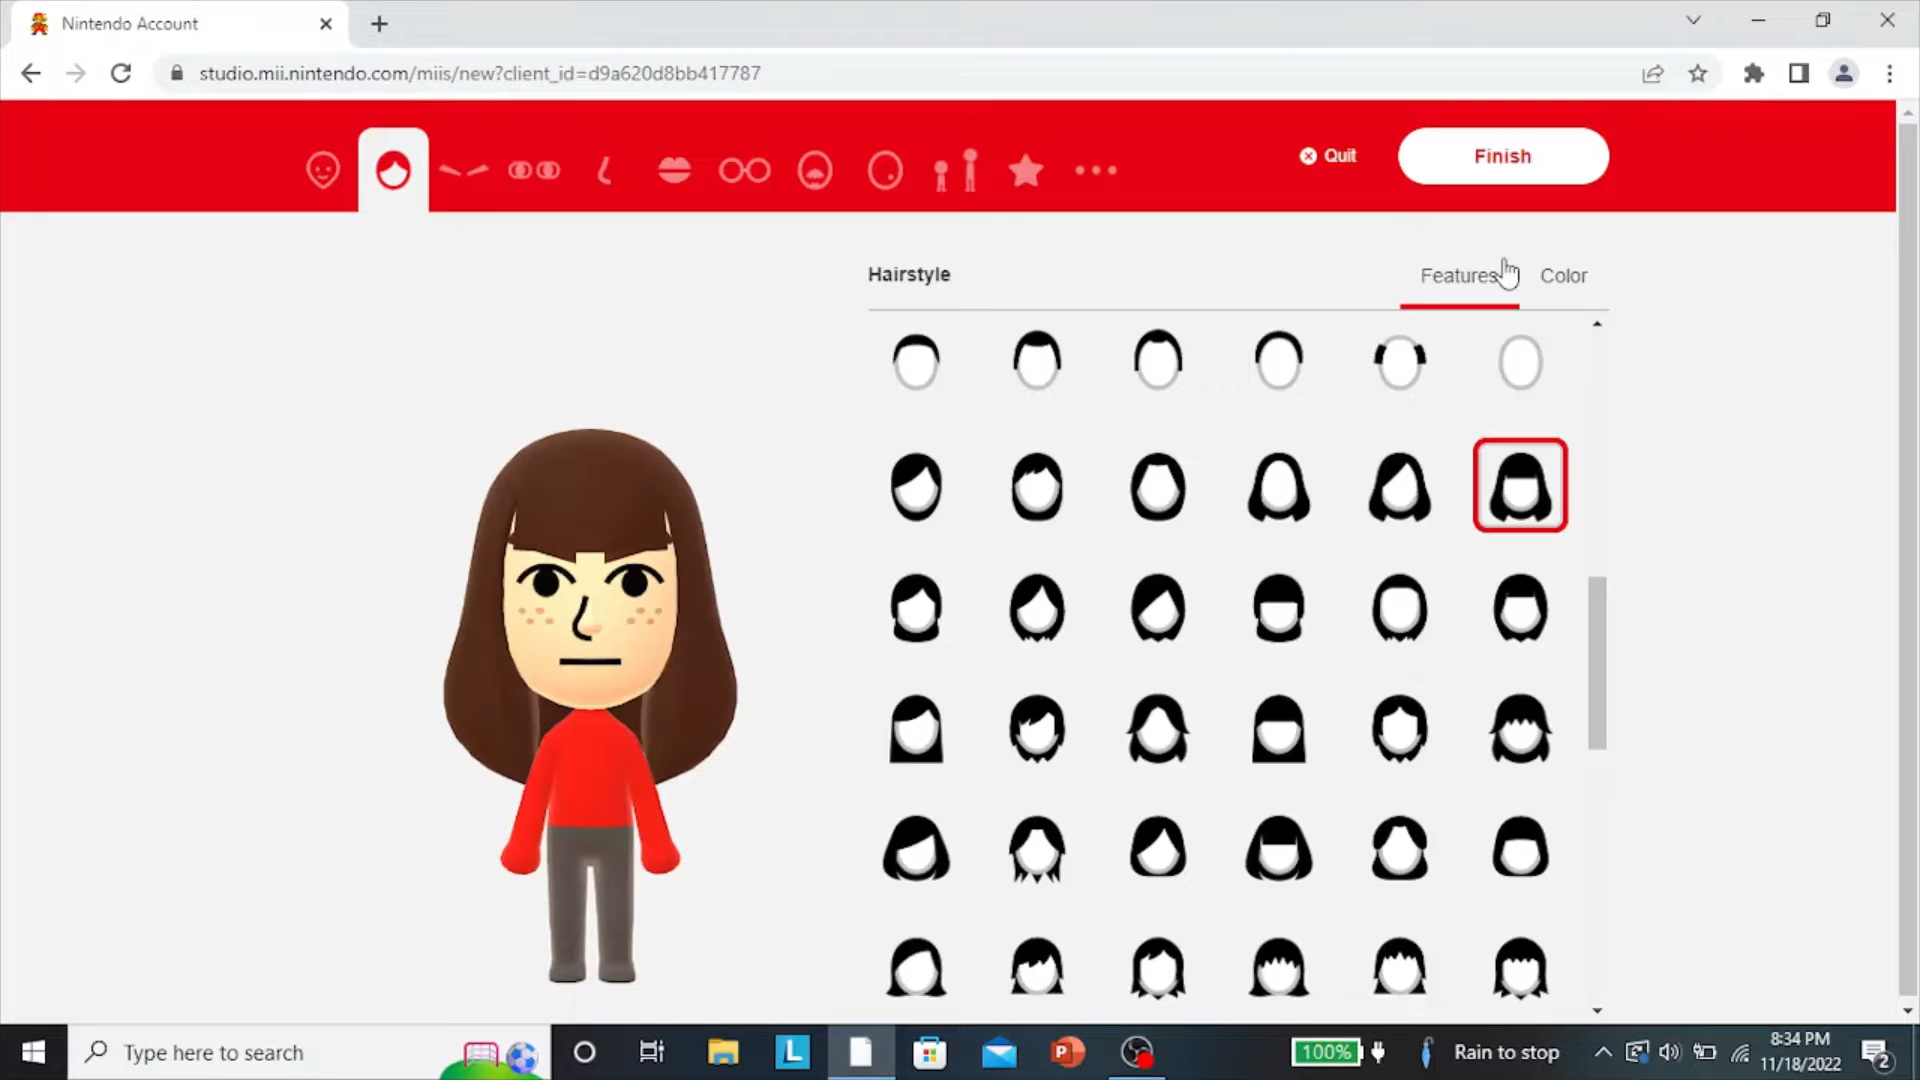 Nintendo Account
studio.mii.nintendo.com/miis/new?client_id=d9a620d8bb417787
Quit
Finish
Hairstyle
Features
Color
Type here to search
L
P
100%
Rain to stop
8:34 PM
11/18/2022
2